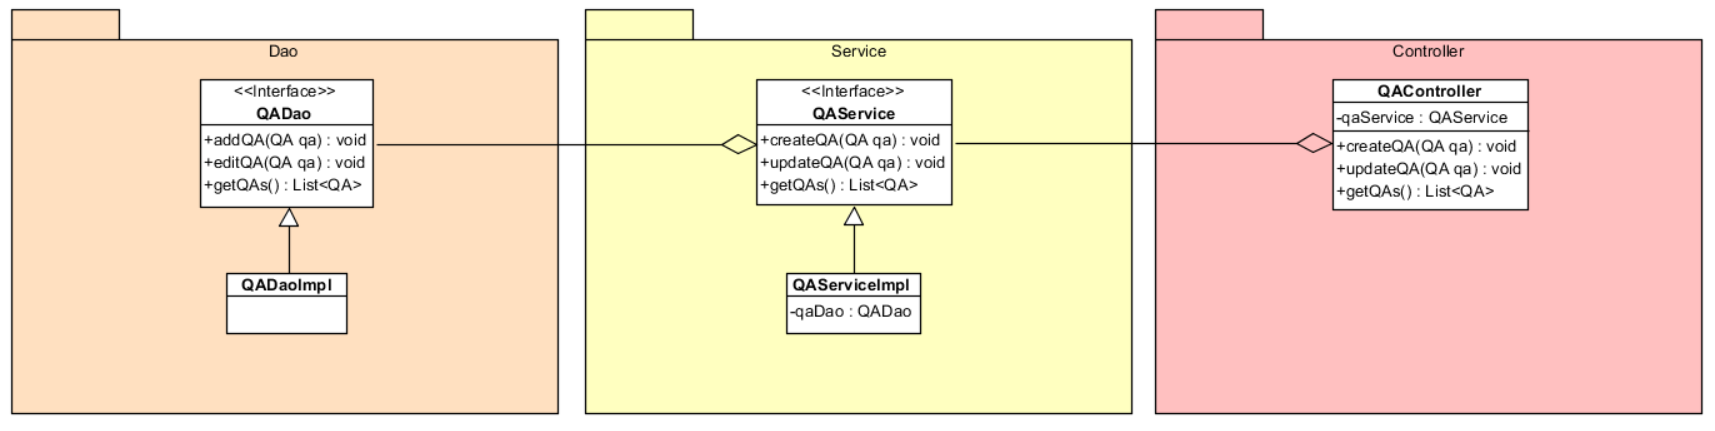 Dao
<<Interface>>
QADao
+addQA(QA qa) : void
+editQA(QA qa) : void
+getQAs() : List<QA>
QADaoImpl
Service
<<Interface>>
QAService
+createQA(QA qa) : void
+updateQA(QA qa) : void
+getQAs() : List<QA>
QAServiceImpl
-qaDao : QADao
Controller
QAController
-qaService : QAService
+createQA(QA qa) : void
+updateQA(QA qa) : void
+getQAs() : List<QA>